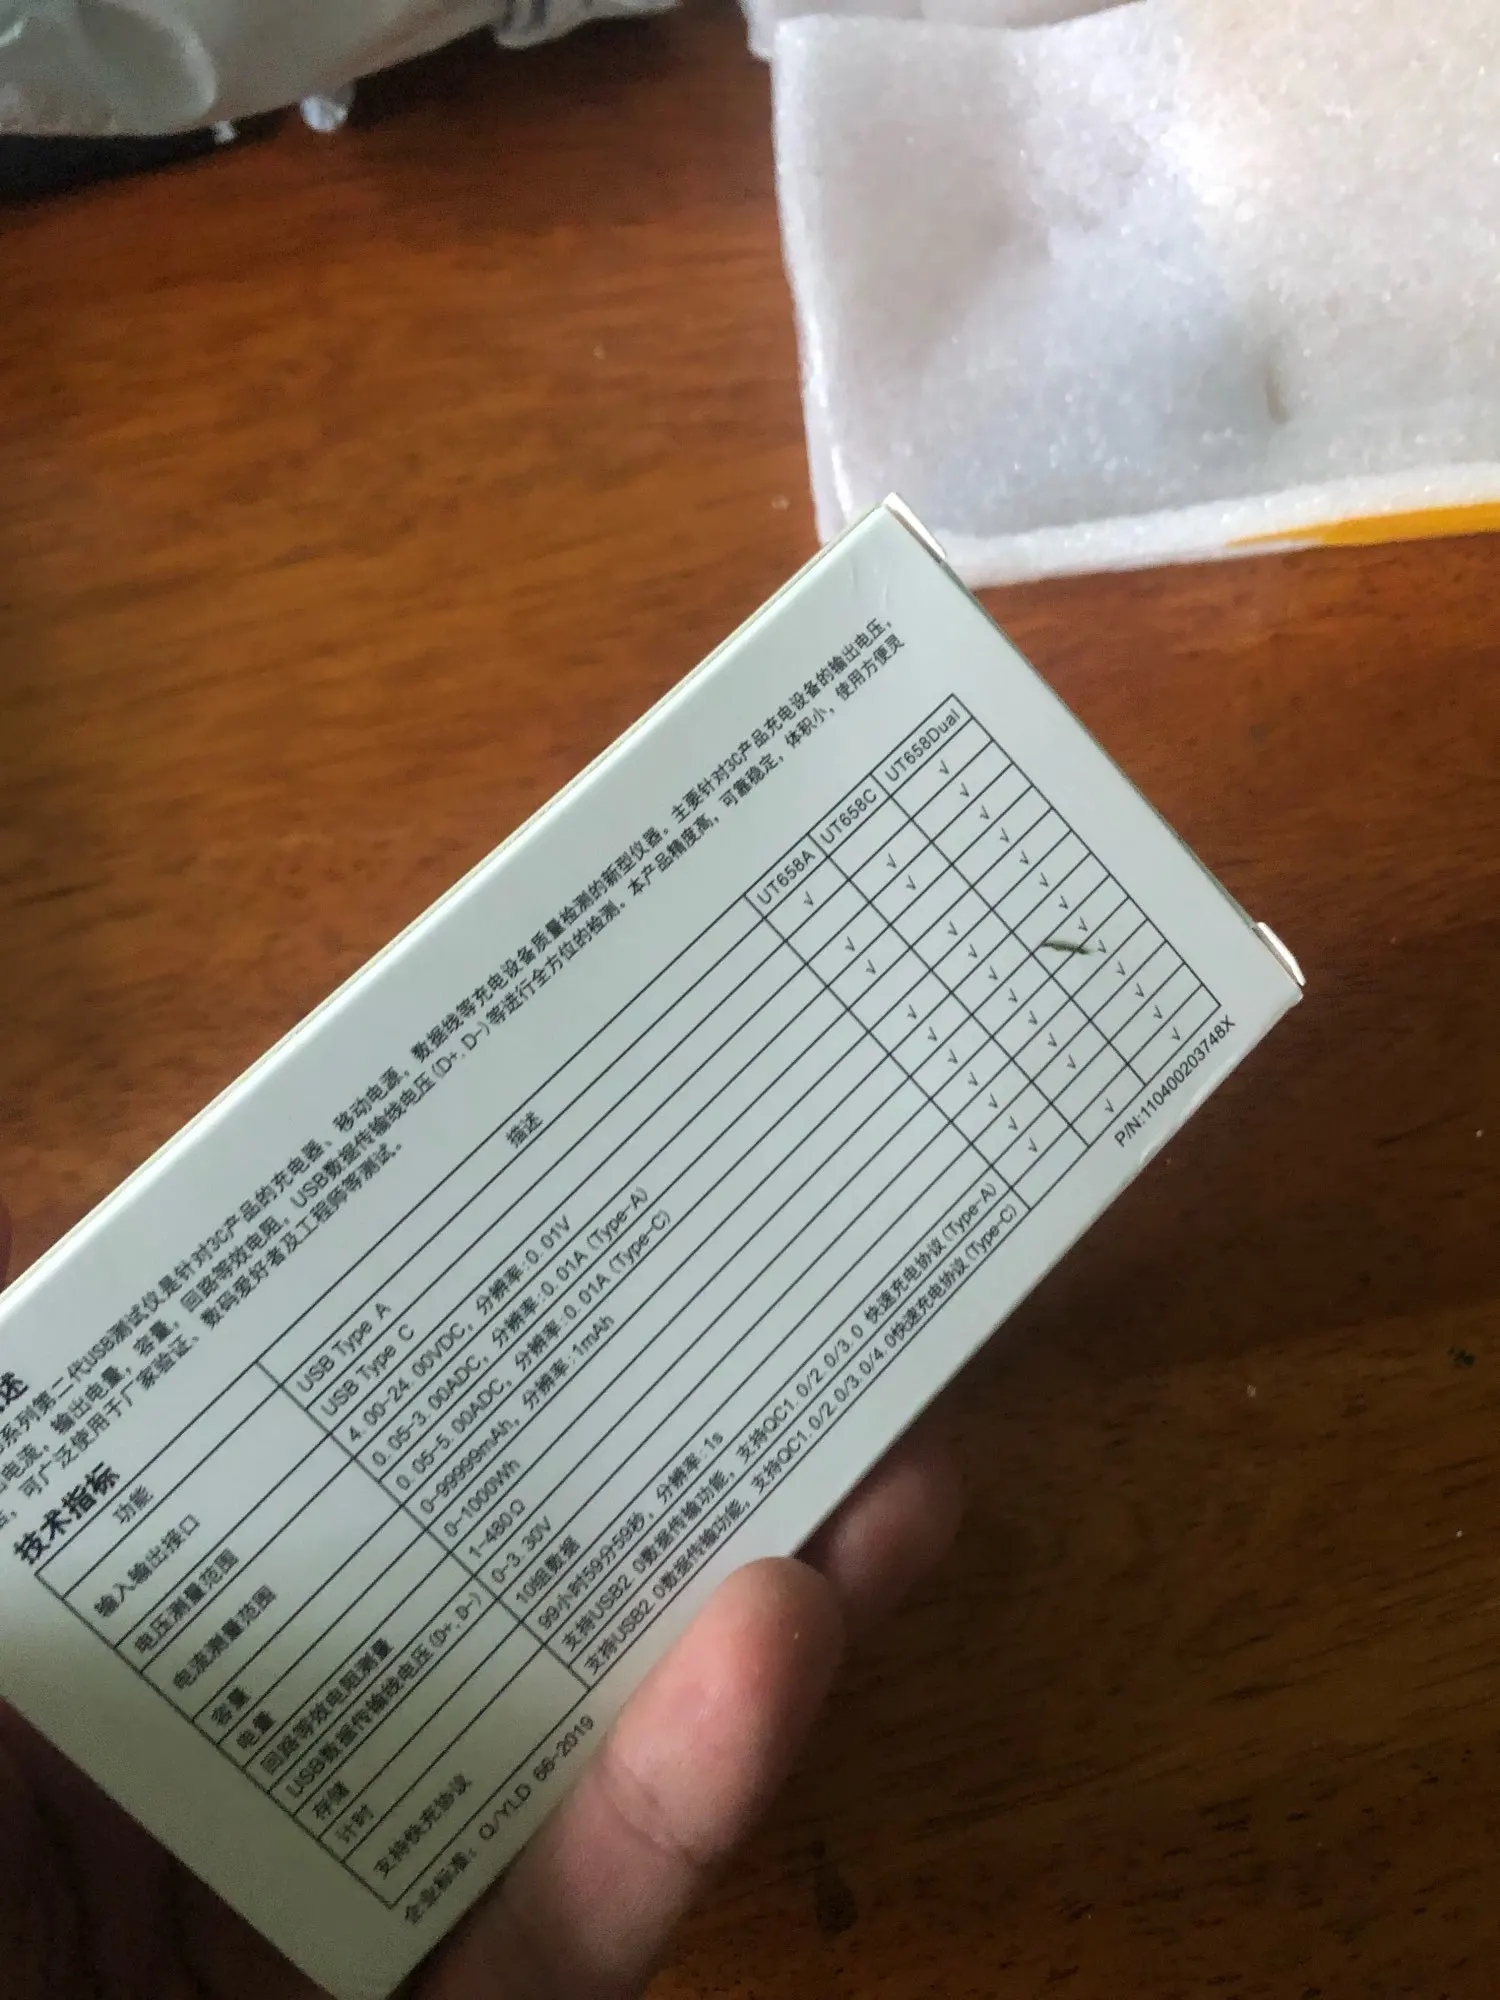 述
系列第二代USB测试仪是针对3C产品的充电器、移动电源，数据线等充电设备质量检测的新型仪器。主要针对3C产品充电设备的输出电压，
电流，输出电量，容量，回路等效电阻，USB数据传输线电压(D+、D-)等进行全方位的检测。本产品精度高，可靠稳定，体积小，使用方便灵
，可广泛使用于厂家验证、数码爱好者及工程师等测试。
技术指标
功能 描述 UT658A UT658C UT658Dual
输入输出接口 USB Type A √ √
USB Type C √ √
电压测量范围 4.00-24.00VDC，分辨率:0.01V √ √ √
电流测量范围 0.05-3.00ADC，分辨率:0.01A(Type-A) √ √
0.05-5.00ADC，分辨率:0.01A(Type-C) √ √
容量 0-99999mAh，分辨率:1mAh √ √ √
电量 0-1000Wh √ √ √
回路等效电阻测量 1-480Ω √ √ √
USB数据传输线电压(D+、D-) 0-3.30V √ √ √
存储 10组数据 √ √ √
计时 99小时59分59秒，分辨率:1s √ √ √
支持快充协议 支持USB2.0数据传输功能，支持QC1.0/2.0/3.0 快速充电协议(Type-A) √ √
支持USB2.0数据传输功能，支持QC1.0/2.0/3.0/4.0快速充电协议(Type-C) √ √
企业标准：Q/YLD 66-2019
P/N:110400203748X